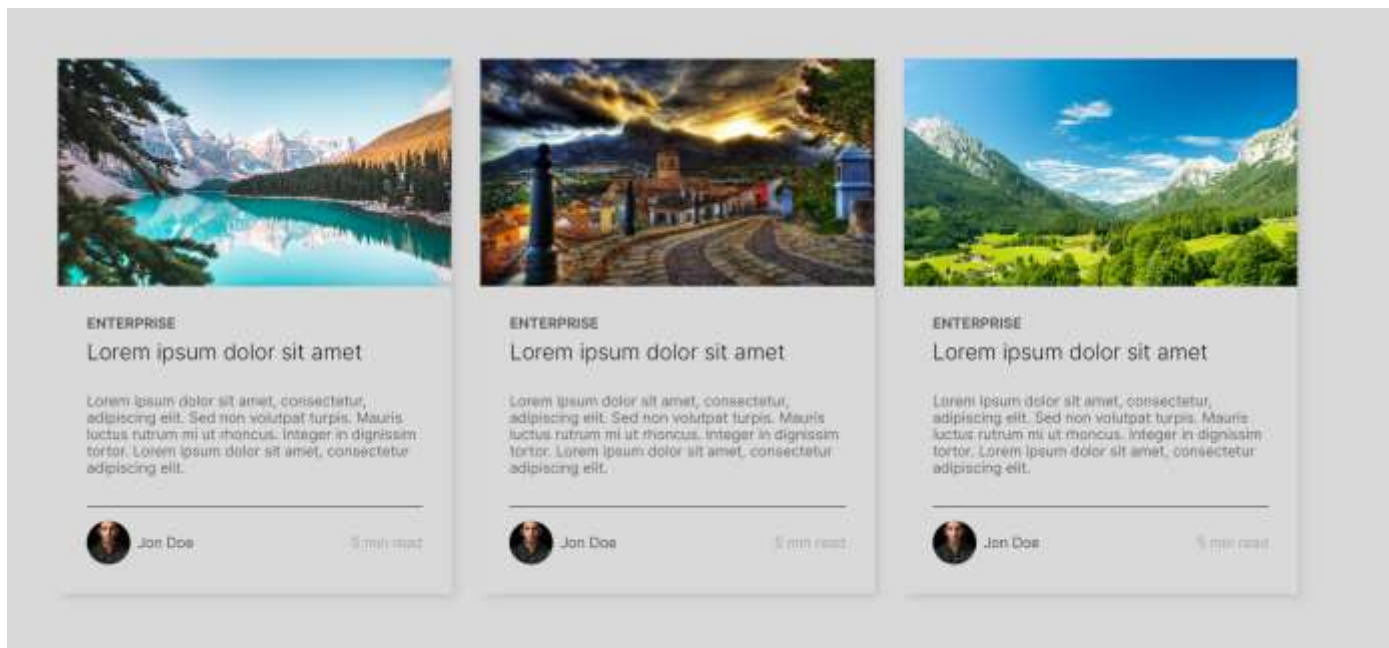 ENTERPRISE
Lorem ipsum dolor sit amet
Lorem ipsum dolor sit amet, consectetur,
adipiscing elit. Sed non volutpat turpis. Mauris
luctus rutrum mi ut rhoncus. Integer in dignissim
tortor. Lorem ipsum dolor sit amet, consectetur
adipiscing elit.
Jon Doe
5 min read
ENTERPRISE
Lorem ipsum dolor sit amet
Lorem ipsum dolor sit amet, consectetur,
adipiscing elit. Sed non volutpat turpis. Mauris
luctus rutrum mi ut rhoncus. Integer in dignissim
tortor. Lorem ipsum dolor sit amet, consectetur
adipiscing elit.
Jon Doe
5 min read
ENTERPRISE
Lorem ipsum dolor sit amet
Lorem ipsum dolor sit amet, consectetur,
adipiscing elit. Sed non volutpat turpis. Mauris
luctus rutrum mi ut rhoncus. Integer in dignissim
tortor. Lorem ipsum dolor sit amet, consectetur
adipiscing elit.
Jon Doe
5 min read